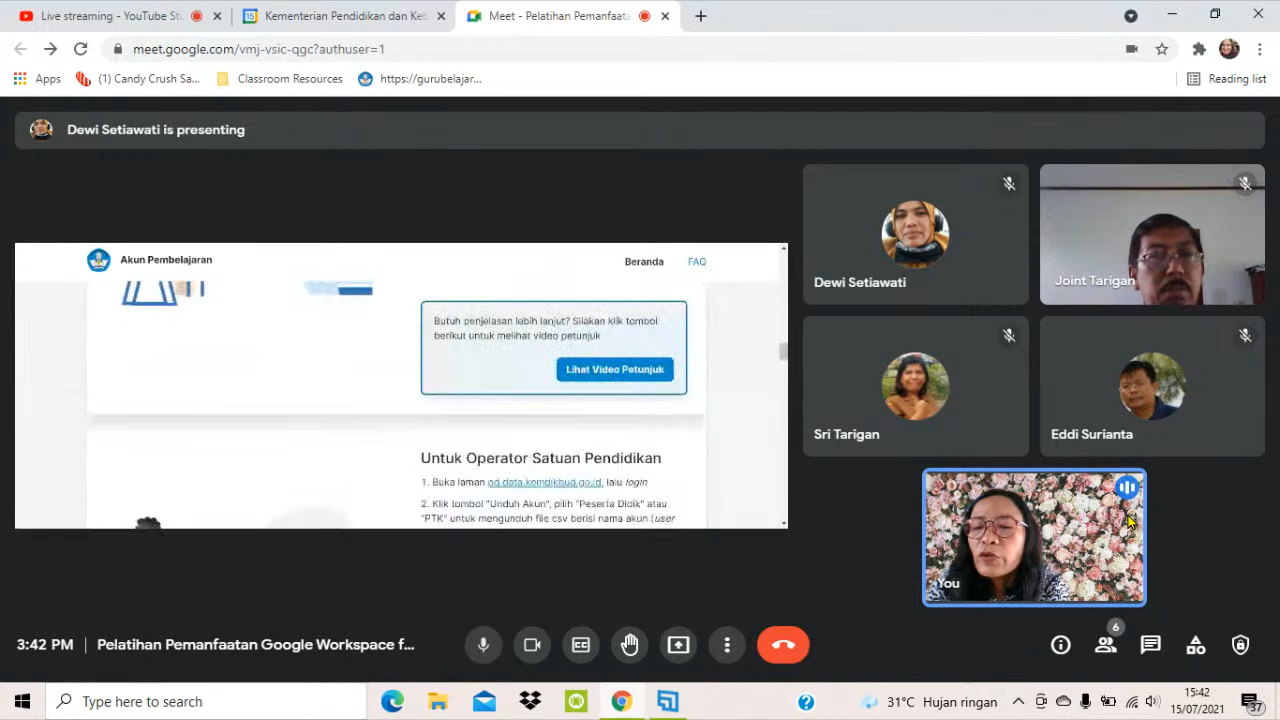 Live streaming - YouTube St
Kementerian Pendidikan dan Ke
Meet - Pelatihan Pemanfaata
meet.google.com/vmj-vsic-qgc?authuser=1
Apps
(1) Candy Crush Sa...
Classroom Resources
https://gurubelajar...
Reading list
Dewi Setiawati is presenting
Akun Pembelajaran
Beranda
FAQ
Butuh penjelasan lebih lanjut? Silakan klik tombol
berikut untuk melihat video petunjuk
Lihat Video Petunjuk
Untuk Operator Satuan Pendidikan
1. Buka laman pd.data.kemdikbud.go.id, lalu login
2. Klik tombol "Unduh Akun", pilih "Peserta Didik" atau
"PTK" untuk mengunduh file csv berisi nama akun (user
Dewi Setiawati
Joint Tarigan
Sri Tarigan
Eddi Surianta
You
3:42 PM | Pelatihan Pemanfaatan Google Workspace f...
6
Type here to search
31°C Hujan ringan
15:42
15/07/2021
37